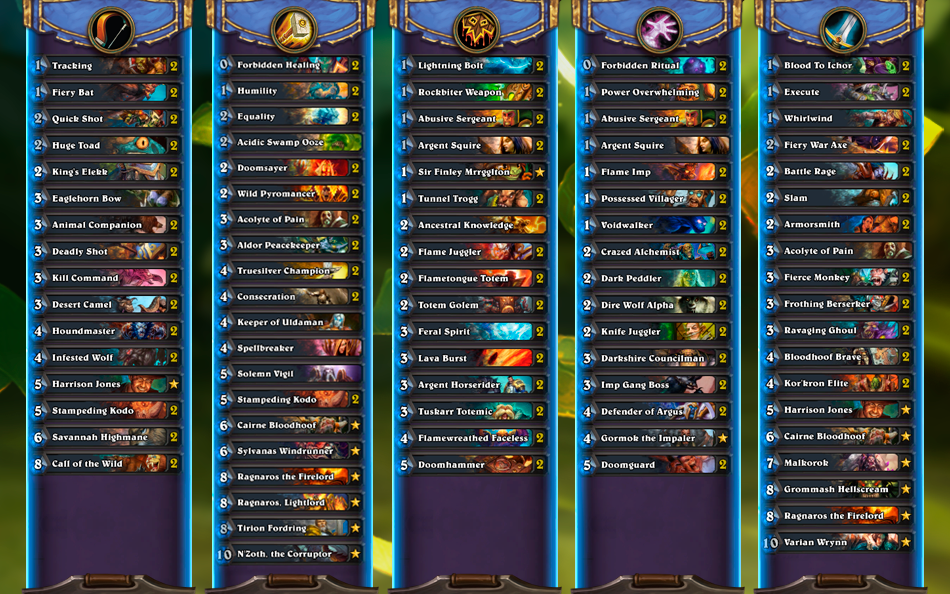 1 Tracking 2
1 Fiery Bat 2
2 Quick Shot 2
2 Huge Toad 2
2 King's Elekk 2
3 Eaglehorn Bow 2
3 Animal Companion 2
3 Deadly Shot 2
3 Kill Command 2
3 Desert Camel 2
4 Houndmaster 2
4 Infested Wolf 2
5 Harrison Jones
5 Stampeding Kodo 2
6 Savannah Highmane 2
8 Call of the Wild 2
0 Forbidden Healing 2
1 Humility 2
2 Equality 2
2 Acidic Swamp Ooze
2 Doomsayer 2
2 Wild Pyromancer 2
3 Acolyte of Pain 2
3 Aldor Peacekeeper 2
4 Truesilver Champion 2
4 Consecration 2
4 Keeper of Uldaman 2
4 Spellbreaker
5 Solemn Vigil 2
5 Stampeding Kodo 2
6 Cairne Bloodhoof
6 Sylvanas Windrunner
8 Ragnaros the Firelord
8 Ragnaros, Lightlord
8 Tirion Fordring
10 N'Zoth, the Corruptor
1 Lightning Bolt 2
1 Rockbiter Weapon 2
1 Abusive Sergeant 2
1 Argent Squire 2
1 Sir Finley Mrrgglton
1 Tunnel Trogg 2
2 Ancestral Knowledge 2
2 Flame Juggler 2
2 Flametongue Totem 2
2 Totem Golem 2
3 Feral Spirit 2
3 Lava Burst 2
3 Argent Horserider 2
3 Tuskarr Totemic 2
4 Flamewreathed Faceless 2
5 Doomhammer 2
0 Forbidden Ritual 2
1 Power Overwhelming 2
1 Abusive Sergeant 2
1 Argent Squire 2
1 Flame Imp 2
1 Possessed Villager 2
1 Voidwalker 2
2 Crazed Alchemist 2
2 Dark Peddler 2
2 Dire Wolf Alpha 2
2 Knife Juggler 2
3 Darkshire Councilman 2
3 Imp Gang Boss 2
4 Defender of Argus 2
4 Gormok the Impaler
5 Doomguard 2
1 Blood To Ichor 2
1 Execute 2
1 Whirlwind
2 Fiery War Axe 2
2 Battle Rage 2
2 Slam 2
2 Armorsmith 2
3 Acolyte of Pain 2
3 Fierce Monkey 2
3 Frothing Berserker 2
3 Ravaging Ghoul 2
4 Bloodhoof Brave 2
4 Kor'kron Elite 2
5 Harrison Jones
6 Cairne Bloodhoof
7 Malkorok
8 Grommash Hellscream
8 Ragnaros the Firelord
10 Varian Wrynn